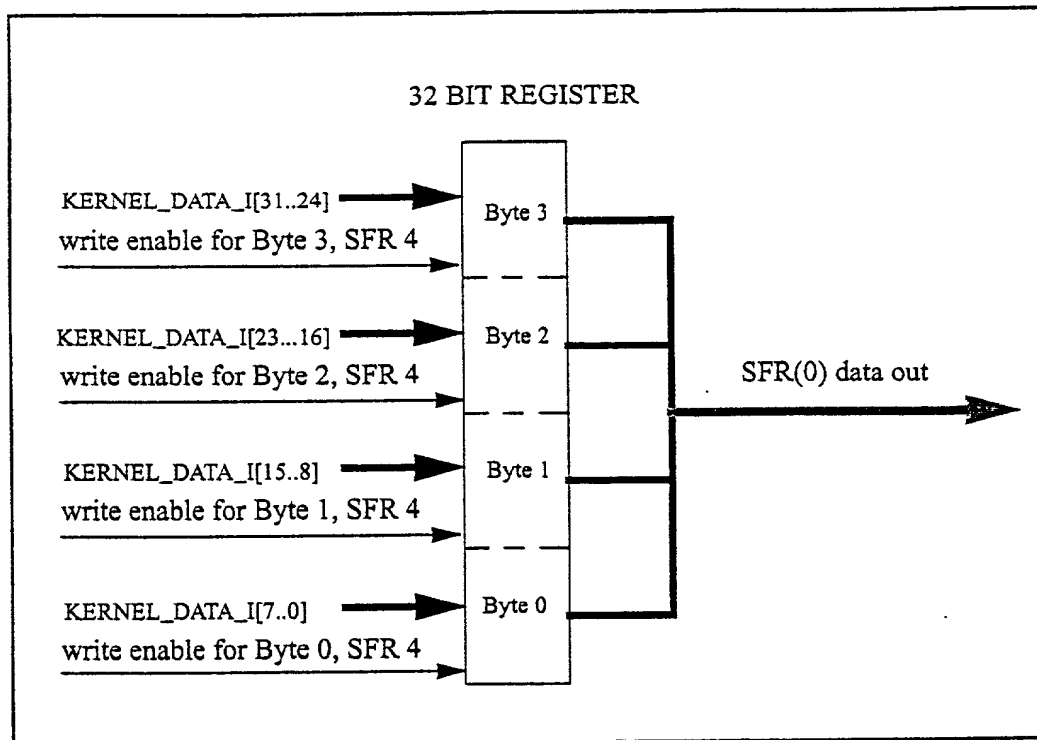 32 BIT REGISTER
KERNEL_DATA_I[31..24]
Byte 3
write enable for Byte 3, SFR 4
KERNEL_DATA_I[23...16]
Byte 2
write enable for Byte 2, SFR 4
SFR(0) data out
KERNEL_DATA_I[15..8]
Byte 1
write enable for Byte 1, SFR 4
KERNEL_DATA_I[7..0]
Byte 0
write enable for Byte 0, SFR 4